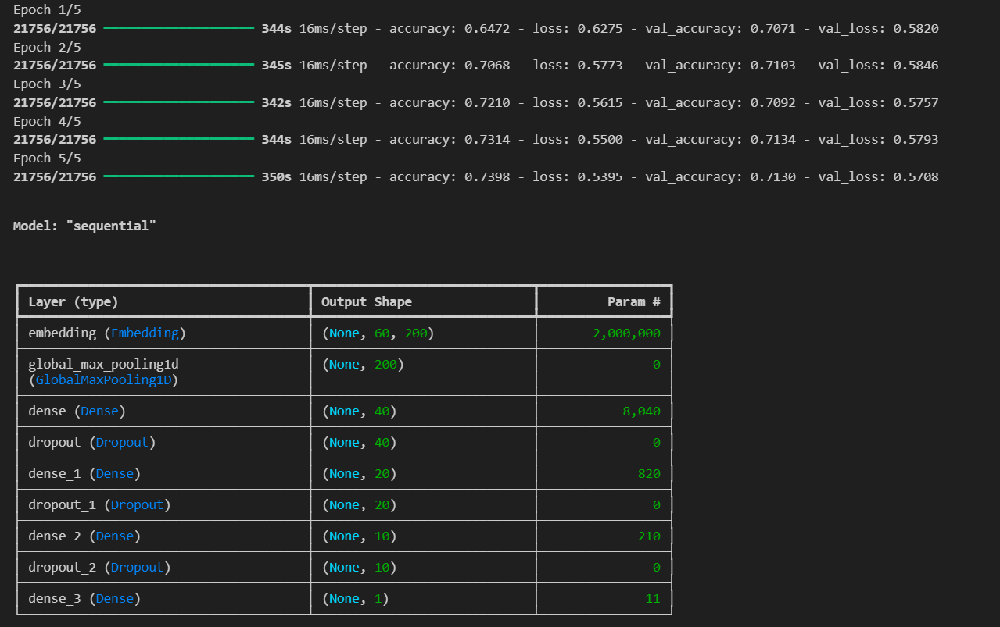 Epoch 1/5
21756/21756 ━━━━━━━━━━━━━━━━━━━━ 344s 16ms/step - accuracy: 0.6472 - loss: 0.6275 - val_accuracy: 0.7071 - val_loss: 0.5820
Epoch 2/5
21756/21756 ━━━━━━━━━━━━━━━━━━━━ 345s 16ms/step - accuracy: 0.7068 - loss: 0.5773 - val_accuracy: 0.7103 - val_loss: 0.5846
Epoch 3/5
21756/21756 ━━━━━━━━━━━━━━━━━━━━ 342s 16ms/step - accuracy: 0.7210 - loss: 0.5615 - val_accuracy: 0.7092 - val_loss: 0.5757
Epoch 4/5
21756/21756 ━━━━━━━━━━━━━━━━━━━━ 344s 16ms/step - accuracy: 0.7314 - loss: 0.5500 - val_accuracy: 0.7134 - val_loss: 0.5793
Epoch 5/5
21756/21756 ━━━━━━━━━━━━━━━━━━━━ 350s 16ms/step - accuracy: 0.7398 - loss: 0.5395 - val_accuracy: 0.7130 - val_loss: 0.5708
Model: "sequential"
Layer (type) Output Shape Param #
embedding (Embedding) (None, 60, 200) 2,000,000
global_max_pooling1d (None, 200) 0
(GlobalMaxPooling1D)
dense (Dense) (None, 40) 8,040
dropout (Dropout) (None, 40) 0
dense_1 (Dense) (None, 20) 820
dropout_1 (Dropout) (None, 20) 0
dense_2 (Dense) (None, 10) 210
dropout_2 (Dropout) (None, 10) 0
dense_3 (Dense) (None, 1) 11